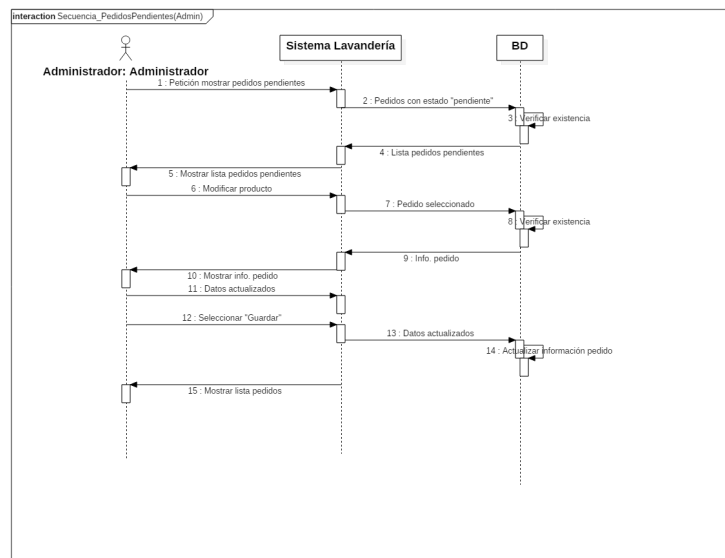 interaction Secuencia_PedidosPendientes(Admin)
Sistema Lavandería
BD
Administrador: Administrador
1 : Petición mostrar pedidos pendientes
2 : Pedidos con estado "pendiente"
3 : Verificar existencia
4 : Lista pedidos pendientes
5 : Mostrar lista pedidos pendientes
6 : Modificar producto
7 : Pedido seleccionado
8 : Verificar existencia
9 : Info. pedido
10 : Mostrar info. pedido
11 : Datos actualizados
12 : Seleccionar "Guardar"
13 : Datos actualizados
14 : Actualizar información pedido
15 : Mostrar lista pedidos